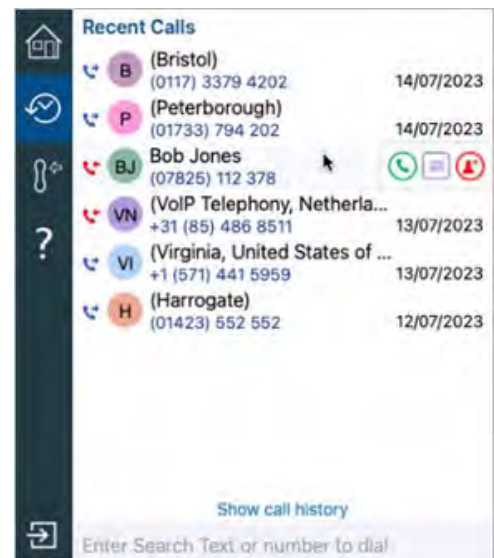 Recent Calls
B
(Bristol)
(0117) 3379 4202
14/07/2023
P
(Peterborough)
(01733) 794 202
14/07/2023
BJ
Bob Jones
(07825) 112 378
VN
(VoIP Telephony, Netherla...
+31 (85) 486 8511
13/07/2023
VI
(Virginia, United States of ...
+1 (571) 441 5959
13/07/2023
H
(Harrogate)
(01423) 552 552
12/07/2023
?
Show call history
Enter Search Text or number to dial